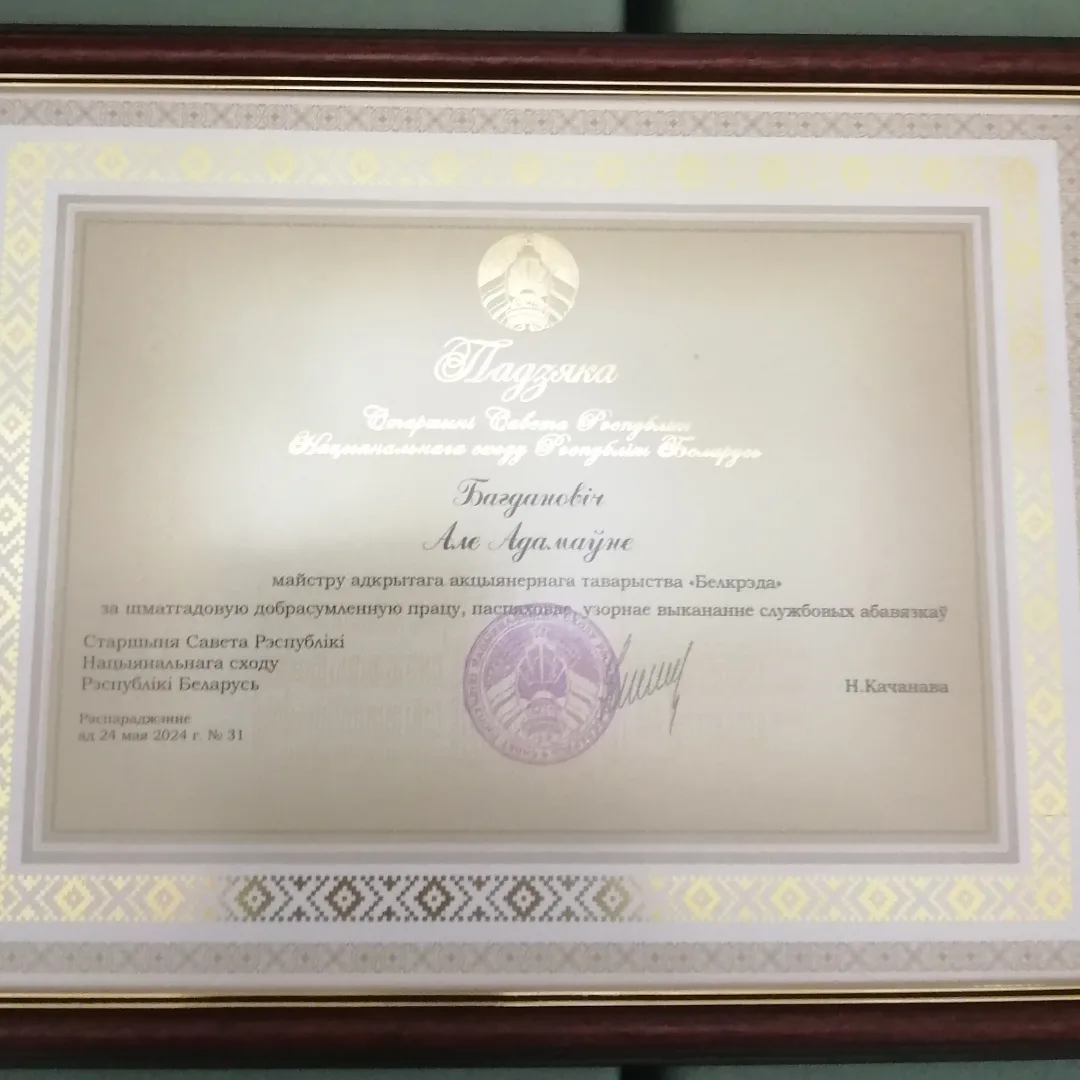 Падзяка
Старшыні Савета Рэспублікі
Нацыянальнага сходу Рэспублікі Беларусь
Багдановіч
Але Адамаўне
майстру адкрытага акцыянернага таварыства «Белкрэда»
за шматгадовую добрасумленную працу, паспяховае, узорнае выкананне службовых абавязкаў
Старшыня Савета Рэспублікі
Нацыянальнага сходу
Рэспублікі Беларусь
Н.Качанава
Распараджэнне
ад 24 мая 2024 г. № 31